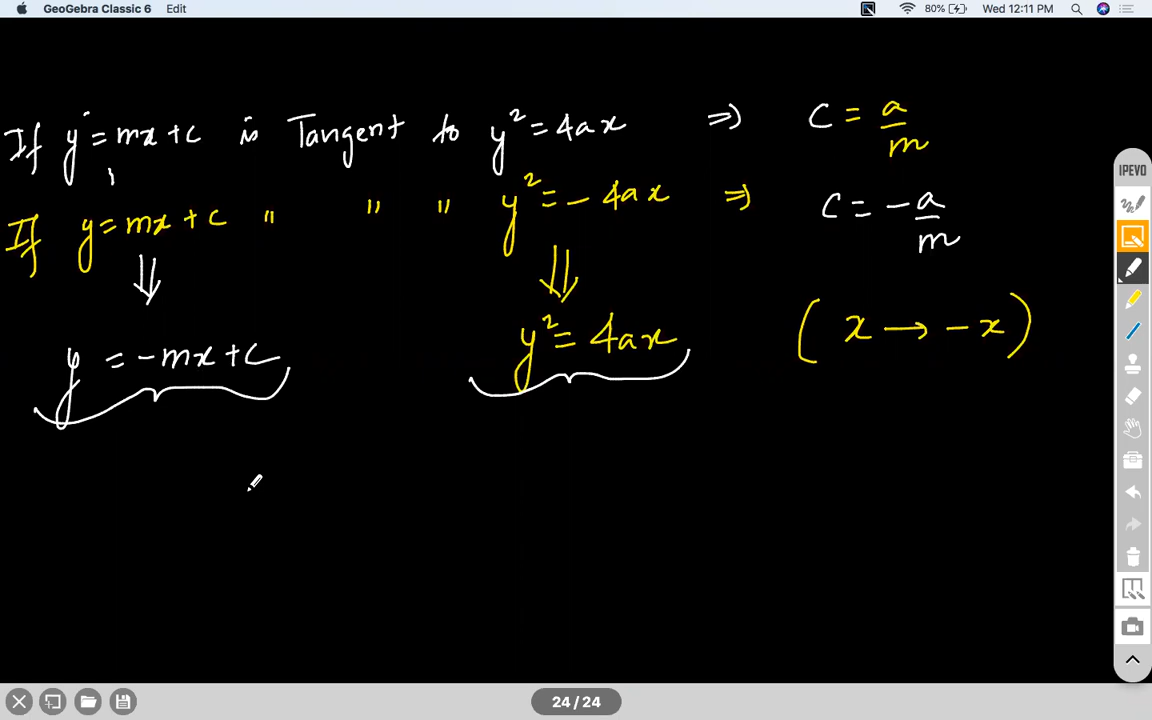 GeoGebra Classic 6 Edit 80% Wed 12:11 PM
If y = mx + c is Tangent to y² = 4ax ⇒ c = a/m
If y = mx + c " " " y² = - 4ax ⇒ c = -a/m
⇓ ⇓
y = -mx + c y² = 4ax ( x → - x )
IPEVO
24 / 24